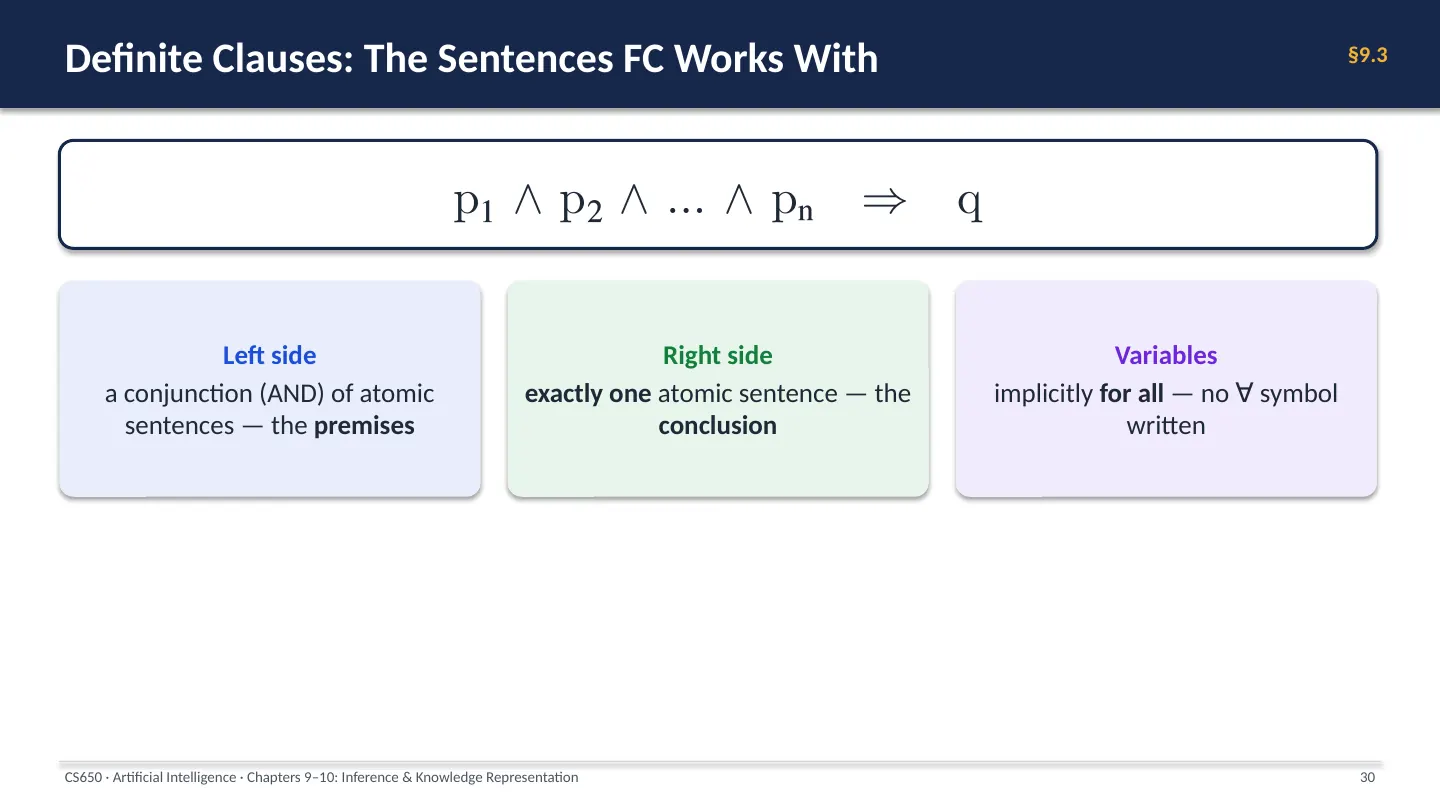 Definite Clauses: The Sentences FC Works With
§9.3
p₁ ∧ p₂ ∧ ... ∧ pₙ ⇒ q
Left side
a conjunction (AND) of atomic
sentences — the premises
Right side
exactly one atomic sentence — the
conclusion
Variables
implicitly for all — no ∀ symbol
written
CS650 · Artificial Intelligence · Chapters 9–10: Inference & Knowledge Representation
30